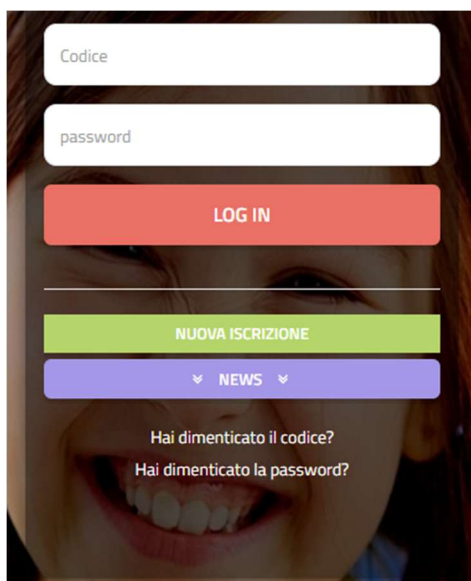 Codice
password
LOG IN
NUOVA ISCRIZIONE
NEWS
Hai dimenticato il codice?
Hai dimenticato la password?